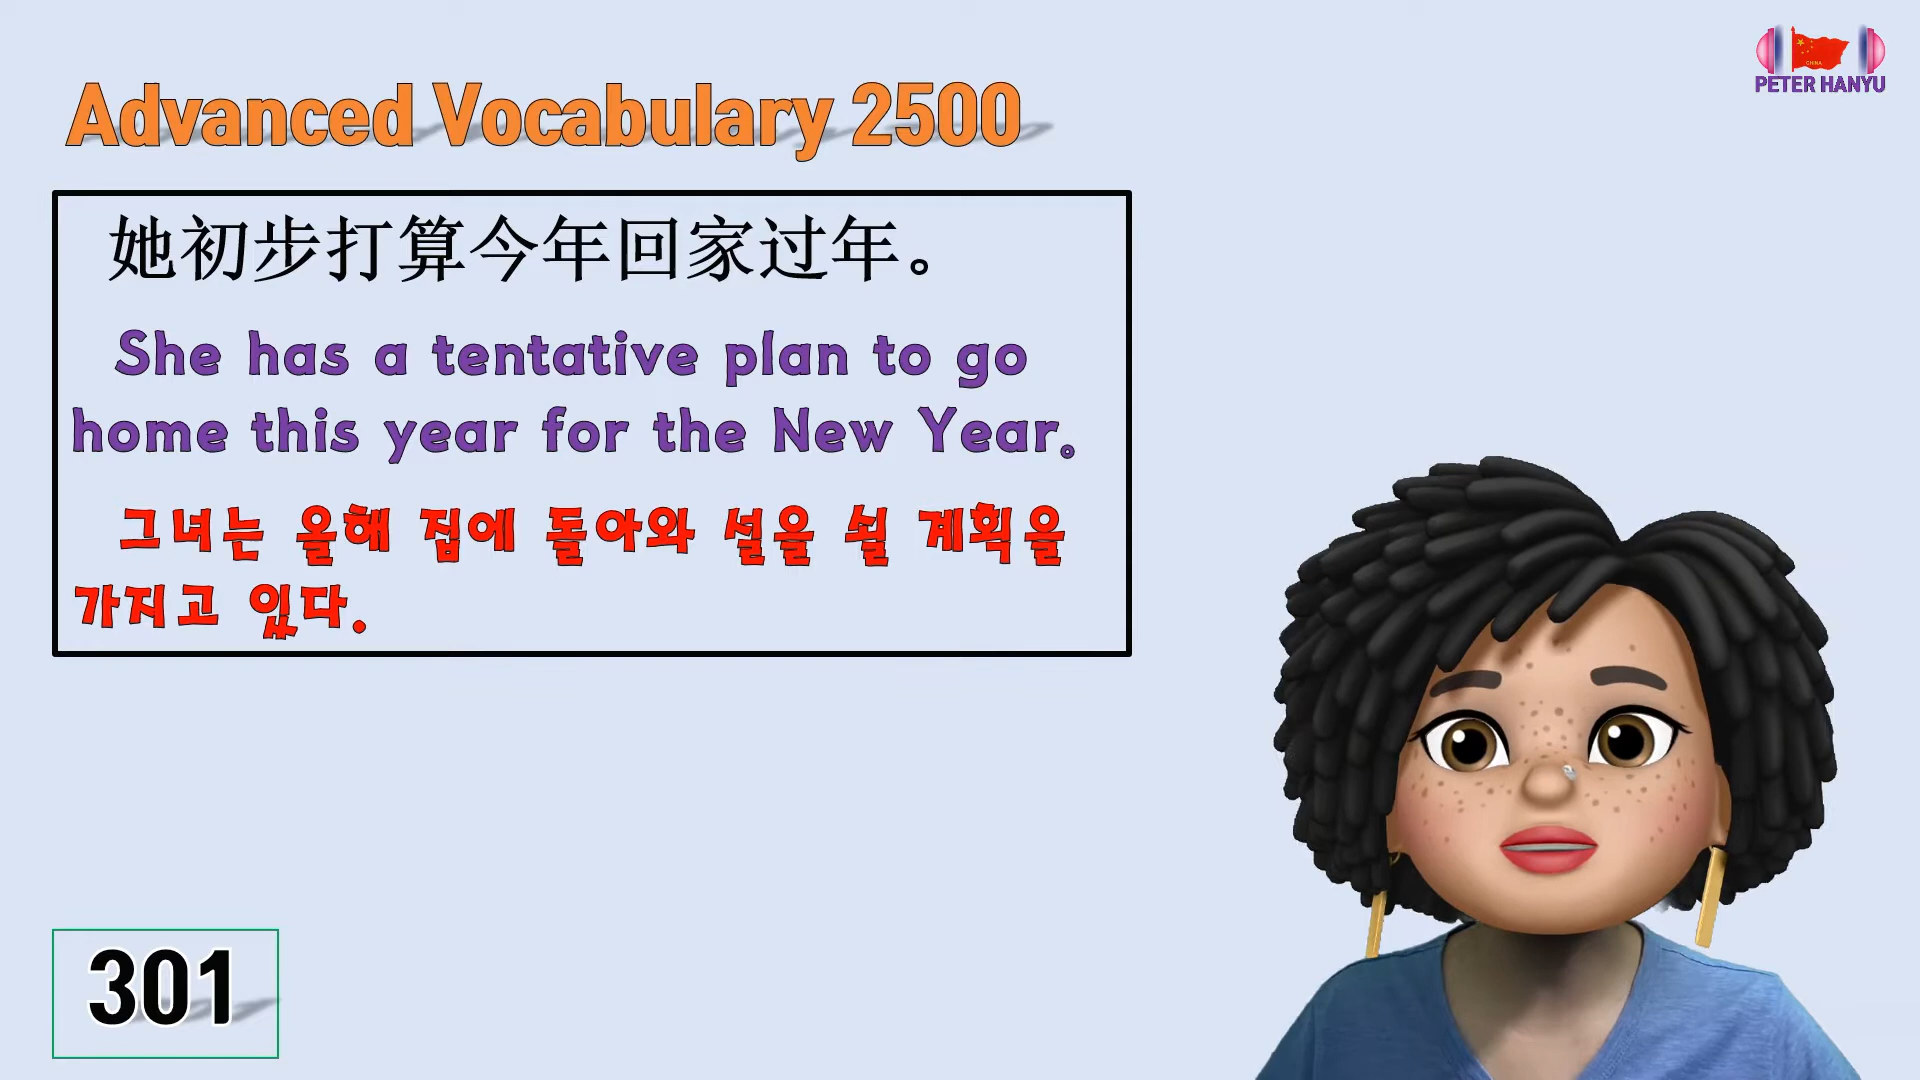 Advanced Vocabulary 2500
CHINA
PETER HANYU
她初步打算今年回家过年。
She has a tentative plan to go
home this year for the New Year。
그녀는 올해 집에 돌아와 설을 쇨 계획을
가지고 있다.
301